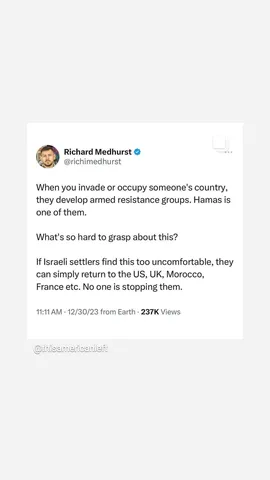 Richard Medhurst
@richimedhurst
When you invade or occupy someone's country,
they develop armed resistance groups. Hamas is
one of them.
What's so hard to grasp about this?
If Israeli settlers find this too uncomfortable, they
can simply return to the US, UK, Morocco,
France etc. No one is stopping them.
11:11 AM · 12/30/23 from Earth · 237K Views
@thisamericanleft